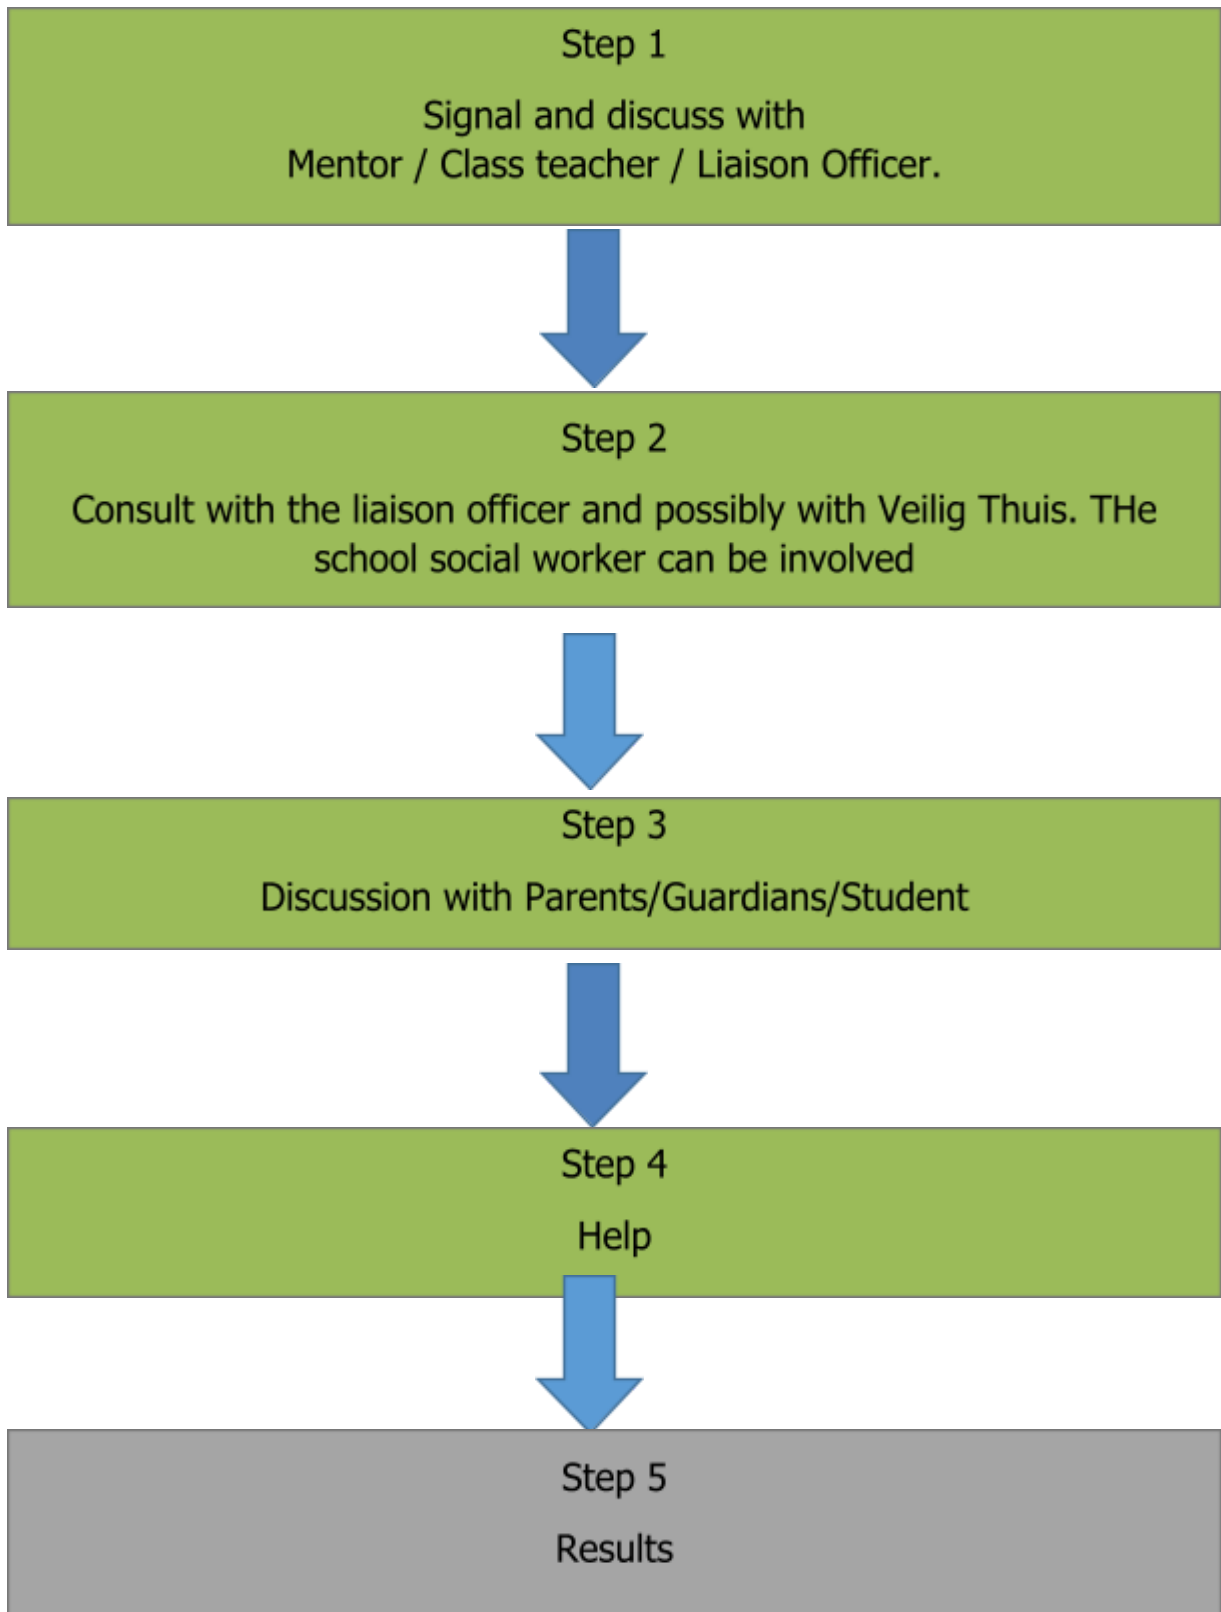 Step 1
Signal and discuss with
Mentor / Class teacher / Liaison Officer.
Step 2
Consult with the liaison officer and possibly with Veilig Thuis. THe
school social worker can be involved
Step 3
Discussion with Parents/Guardians/Student
Step 4
Help
Step 5
Results